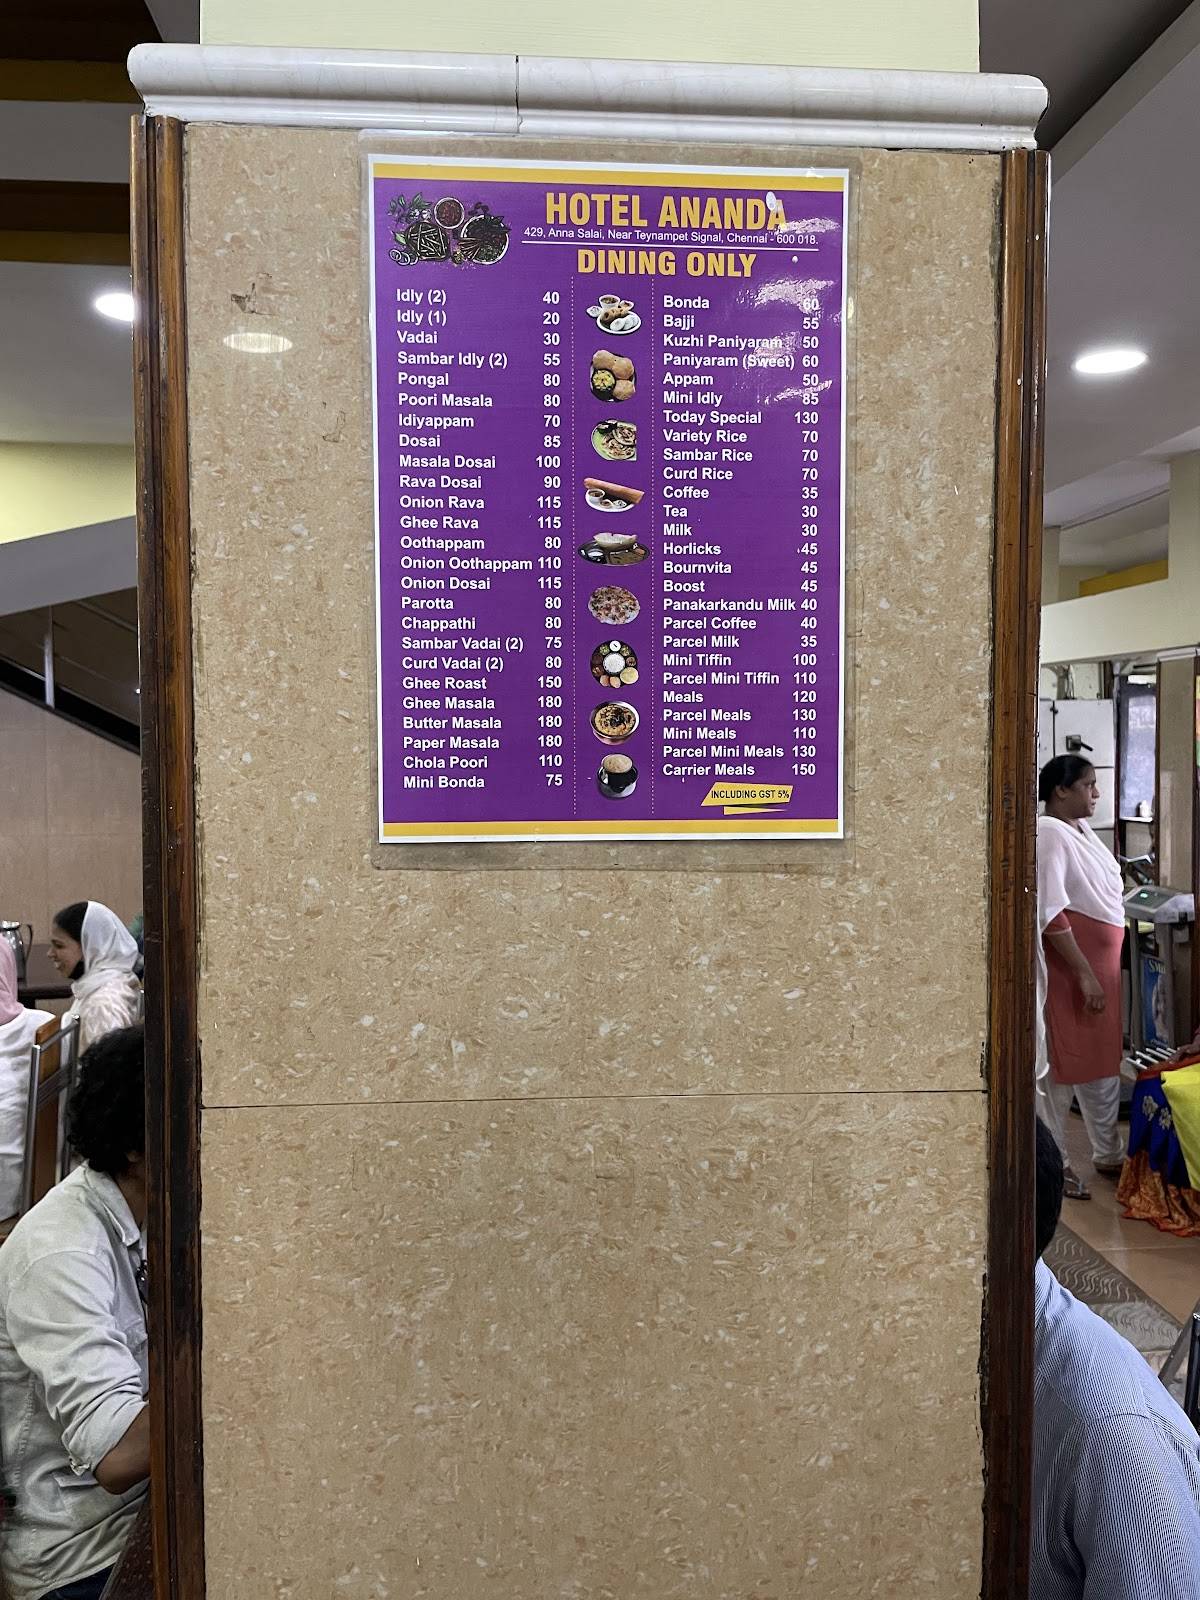 HOTEL ANANDA
429, Anna Salai, Near Teynampet Signal, Chennai - 600 018.
DINING ONLY
Idly (2) 40
Idly (1) 20
Vadai 30
Sambar Idly (2) 55
Pongal 80
Poori Masala 80
Idiyappam 70
Dosai 85
Masala Dosai 100
Rava Dosai 90
Onion Rava 115
Ghee Rava 115
Oothappam 80
Onion Oothappam 110
Onion Dosai 115
Parotta 80
Chappathi 80
Sambar Vadai (2) 75
Curd Vadai (2) 80
Ghee Roast 150
Ghee Masala 180
Butter Masala 180
Paper Masala 180
Chola Poori 110
Mini Bonda 75
Bonda 60
Bajji 55
Kuzhi Paniyaram 50
Paniyaram (Sweet) 60
Appam 50
Mini Idly 85
Today Special 130
Variety Rice 70
Sambar Rice 70
Curd Rice 70
Coffee 35
Tea 30
Milk 30
Horlicks 45
Bournvita 45
Boost 45
Panakarkandu Milk 40
Parcel Coffee 40
Parcel Milk 35
Mini Tiffin 100
Parcel Mini Tiffin 110
Meals 120
Parcel Meals 130
Mini Meals 110
Parcel Mini Meals 130
Carrier Meals 150
INCLUDING GST 5%